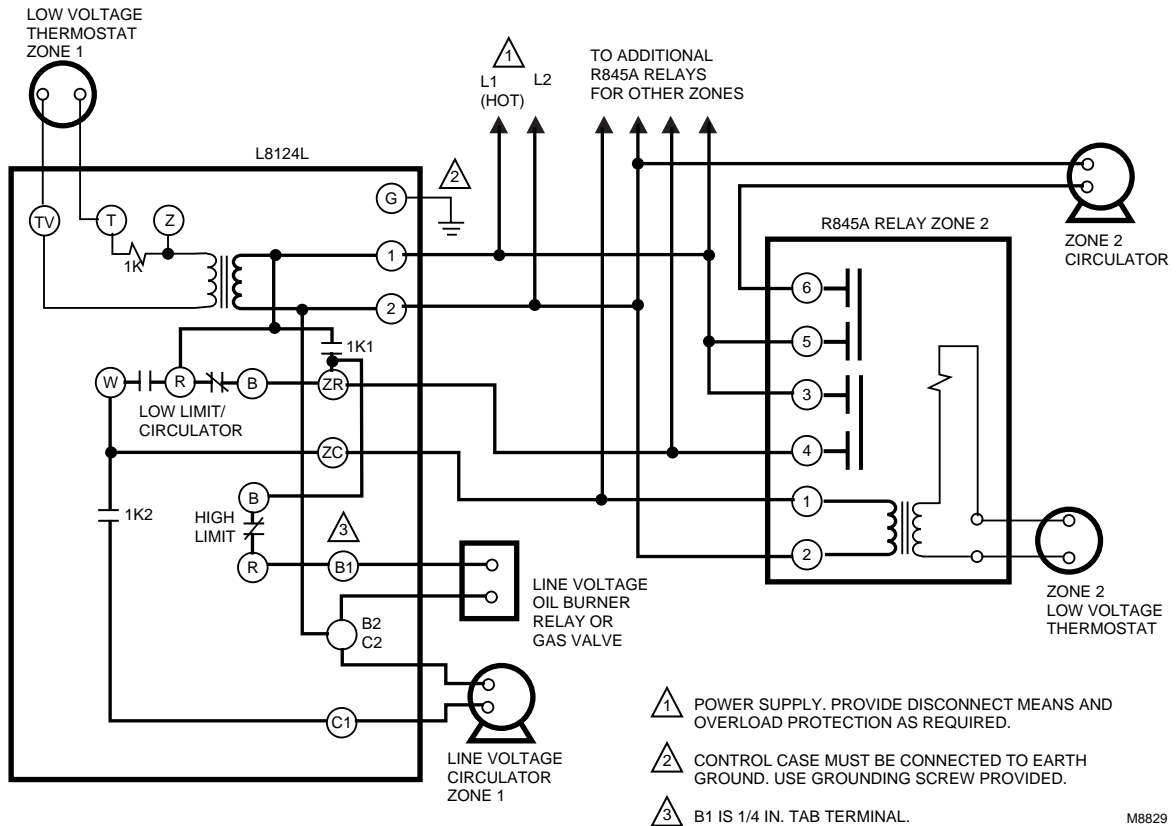 LOW VOLTAGE
THERMOSTAT
ZONE 1
1
L1
(HOT)
L2
TO ADDITIONAL
R845A RELAYS
FOR OTHER ZONES
L8124L
2
G
TV
T
Z
1K
1
2
1K1
W
R
B
ZR
LOW LIMIT/
CIRCULATOR
ZC
B
1K2
HIGH
LIMIT
3
R
B1
LINE VOLTAGE
OIL BURNER
RELAY OR
GAS VALVE
B2
C2
C1
LINE VOLTAGE
CIRCULATOR
ZONE 1
R845A RELAY ZONE 2
ZONE 2
CIRCULATOR
6
5
3
4
1
2
ZONE 2
LOW VOLTAGE
THERMOSTAT
1 POWER SUPPLY. PROVIDE DISCONNECT MEANS AND
OVERLOAD PROTECTION AS REQUIRED.
2 CONTROL CASE MUST BE CONNECTED TO EARTH
GROUND. USE GROUNDING SCREW PROVIDED.
3 B1 IS 1/4 IN. TAB TERMINAL.
M8829